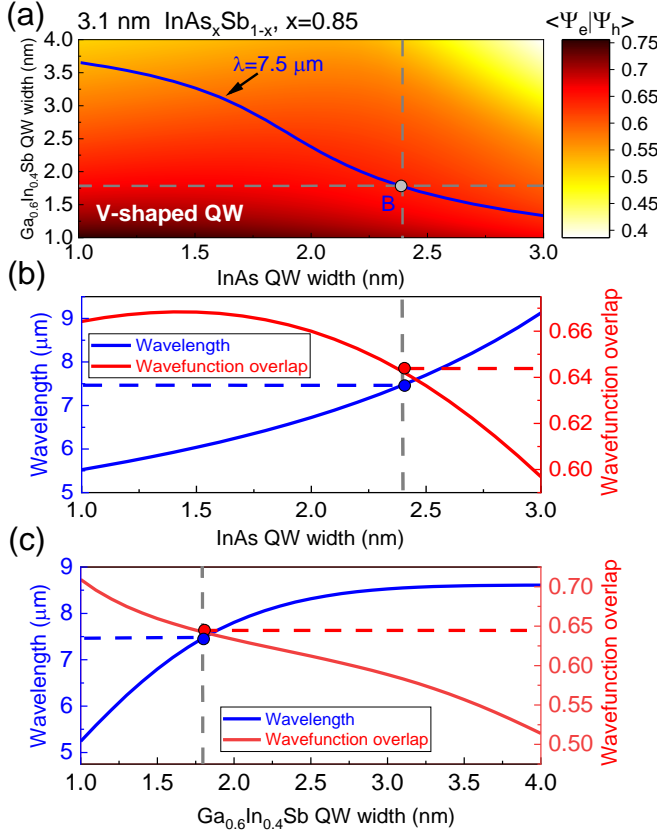 (a) 3.1 nm InAsₓSb₁₋ₓ, x=0.85
<Ψₑ|Ψₕ>
Ga₀.₆In₀.₄Sb QW width (nm)
4.0
3.5
3.0
2.5
2.0
1.5
1.0
λ=7.5 μm
B
V-shaped QW
1.0 1.5 2.0 2.5 3.0
InAs QW width (nm)
0.75
0.70
0.65
0.60
0.55
0.50
0.45
0.40
(b)
Wavelength (μm)
9
8
7
6
5
Wavelength
Wavefunction overlap
0.66
0.64
0.62
0.60
Wavefunction overlap
1.0 1.5 2.0 2.5 3.0
InAs QW width (nm)
(c)
Wavelength (μm)
9
8
7
6
5
Wavelength
Wavefunction overlap
0.70
0.65
0.60
0.55
0.50
Wavefunction overlap
1.0 1.5 2.0 2.5 3.0 3.5 4.0
Ga₀.₆In₀.₄Sb QW width (nm)